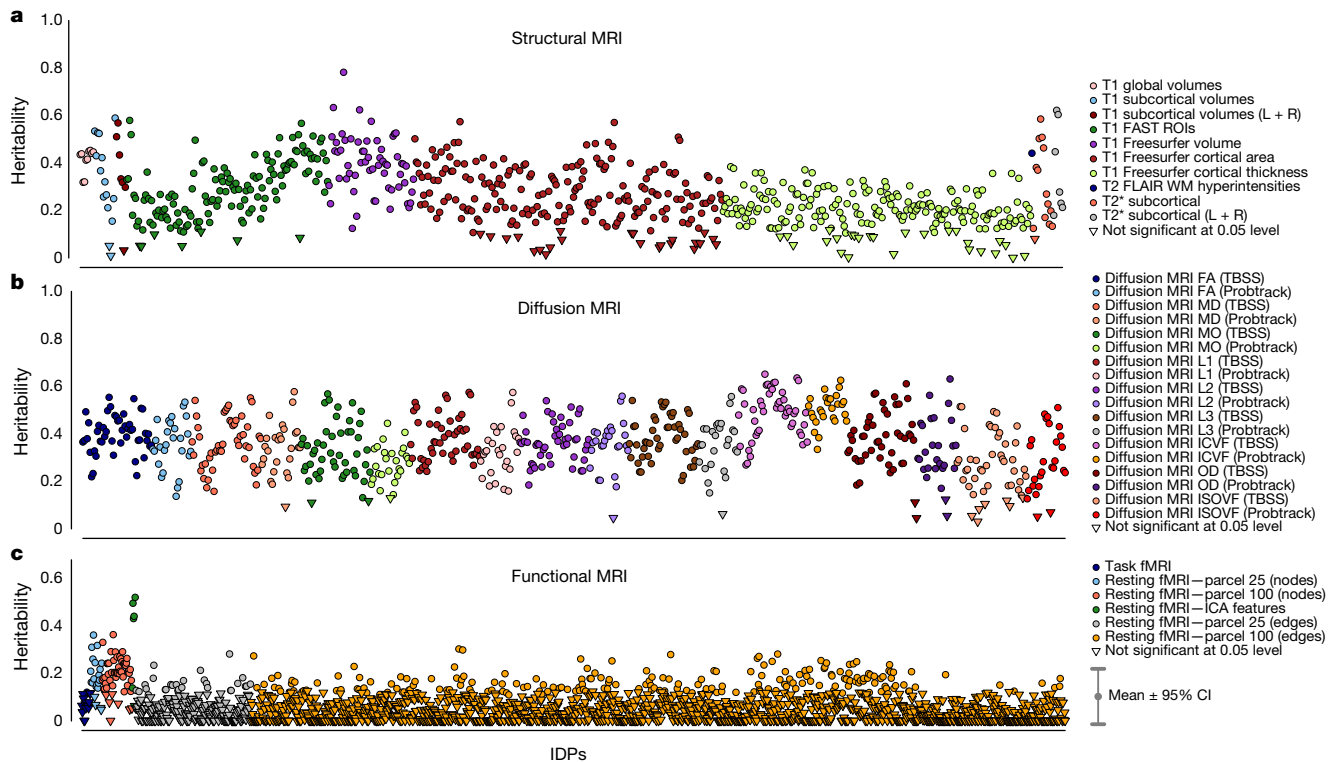 a
Structural MRI
Heritability
1.0
0.8
0.6
0.4
0.2
0
T1 global volumes
T1 subcortical volumes
T1 subcortical volumes (L + R)
T1 FAST ROIs
T1 Freesurfer volume
T1 Freesurfer cortical area
T1 Freesurfer cortical thickness
T2 FLAIR WM hyperintensities
T2* subcortical
T2* subcortical (L + R)
Not significant at 0.05 level
b
Diffusion MRI
Heritability
1.0
0.8
0.6
0.4
0.2
0
Diffusion MRI FA (TBSS)
Diffusion MRI FA (Probtrack)
Diffusion MRI MD (TBSS)
Diffusion MRI MD (Probtrack)
Diffusion MRI MO (TBSS)
Diffusion MRI MO (Probtrack)
Diffusion MRI L1 (TBSS)
Diffusion MRI L1 (Probtrack)
Diffusion MRI L2 (TBSS)
Diffusion MRI L2 (Probtrack)
Diffusion MRI L3 (TBSS)
Diffusion MRI L3 (Probtrack)
Diffusion MRI ICVF (TBSS)
Diffusion MRI ICVF (Probtrack)
Diffusion MRI OD (TBSS)
Diffusion MRI OD (Probtrack)
Diffusion MRI ISOVF (TBSS)
Diffusion MRI ISOVF (Probtrack)
Not significant at 0.05 level
c
Functional MRI
Heritability
0.6
0.4
0.2
0
Task fMRI
Resting fMRI—parcel 25 (nodes)
Resting fMRI—parcel 100 (nodes)
Resting fMRI—ICA features
Resting fMRI—parcel 25 (edges)
Resting fMRI—parcel 100 (edges)
Not significant at 0.05 level
Mean ± 95% CI
IDPs